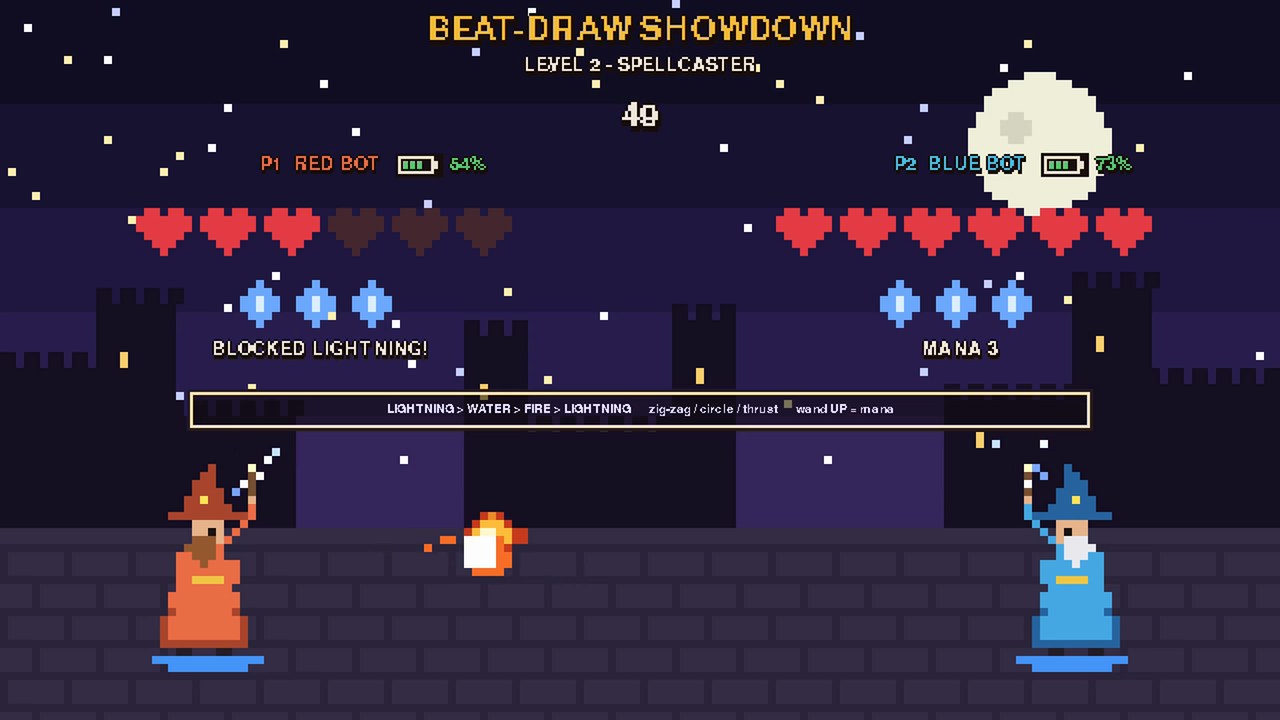 BEAT-DRAW SHOWDOWN
LEVEL 2 - SPELLCASTER
49
P1 RED BOT 54%
P2 BLUE BOT 73%
BLOCKED LIGHTNING!
MANA 3
LIGHTNING > WATER > FIRE > LIGHTNING zig-zag / circle / thrust wand UP = mana